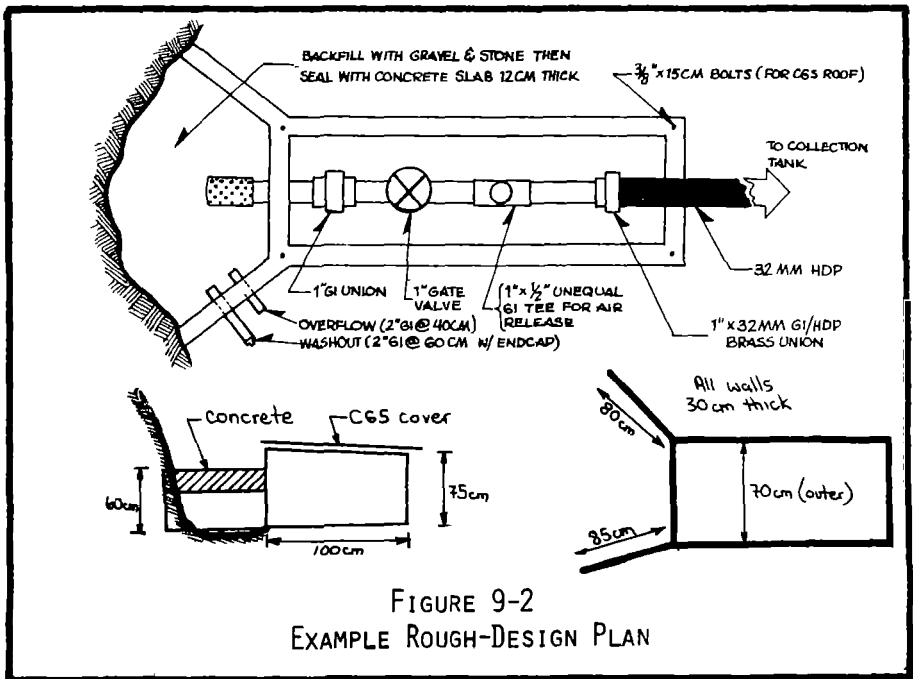 BACKFILL WITH GRAVEL & STONE THEN
SEAL WITH CONCRETE SLAB 12CM THICK
3/8" x 15CM BOLTS (FOR CGS ROOF)
TO COLLECTION
TANK
1" GI UNION
1" GATE
VALVE
1" x 1/2" UNEQUAL
GI TEE FOR AIR
RELEASE
32 MM HDP
1" x 32MM GI/HDP
BRASS UNION
OVERFLOW (2" GI @ 40CM)
WASHOUT (2" GI @ 60 CM W/ ENDCAP)
concrete
CGS cover
60cm
75cm
100cm
All walls
30cm thick
80cm
70cm (outer)
85cm
FIGURE 9-2
EXAMPLE ROUGH-DESIGN PLAN